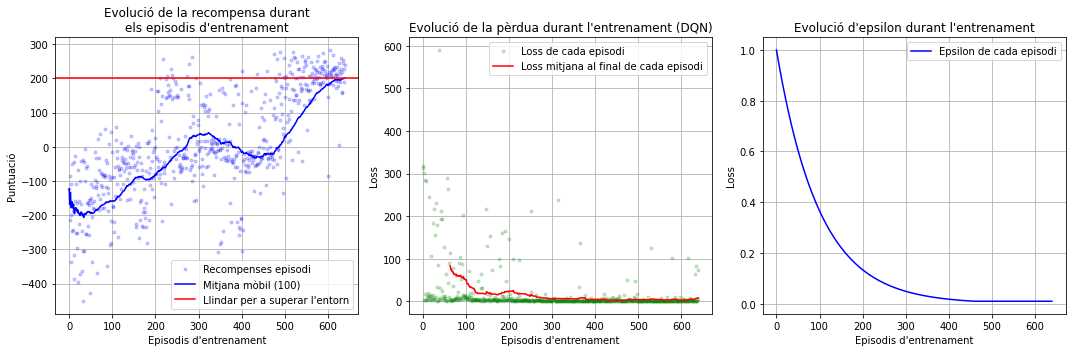 Evolució de la recompensa durant
els episodis d'entrenament
300
200
100
0
−100
−200
−300
−400
Puntuació
0
100
200
300
400
500
600
Episodis d'entrenament
Recompenses episodi
Mitjana mòbil (100)
Llindar per a superar l'entorn
Evolució de la pèrdua durant l'entrenament (DQN)
600
500
400
300
200
100
0
Loss
0
100
200
300
400
500
600
Episodis d'entrenament
Loss de cada episodi
Loss mitjana al final de cada episodi
Evolució d'epsilon durant l'entrenament
1.0
0.8
0.6
0.4
0.2
0.0
Loss
0
100
200
300
400
500
600
Episodis d'entrenament
Epsilon de cada episodi